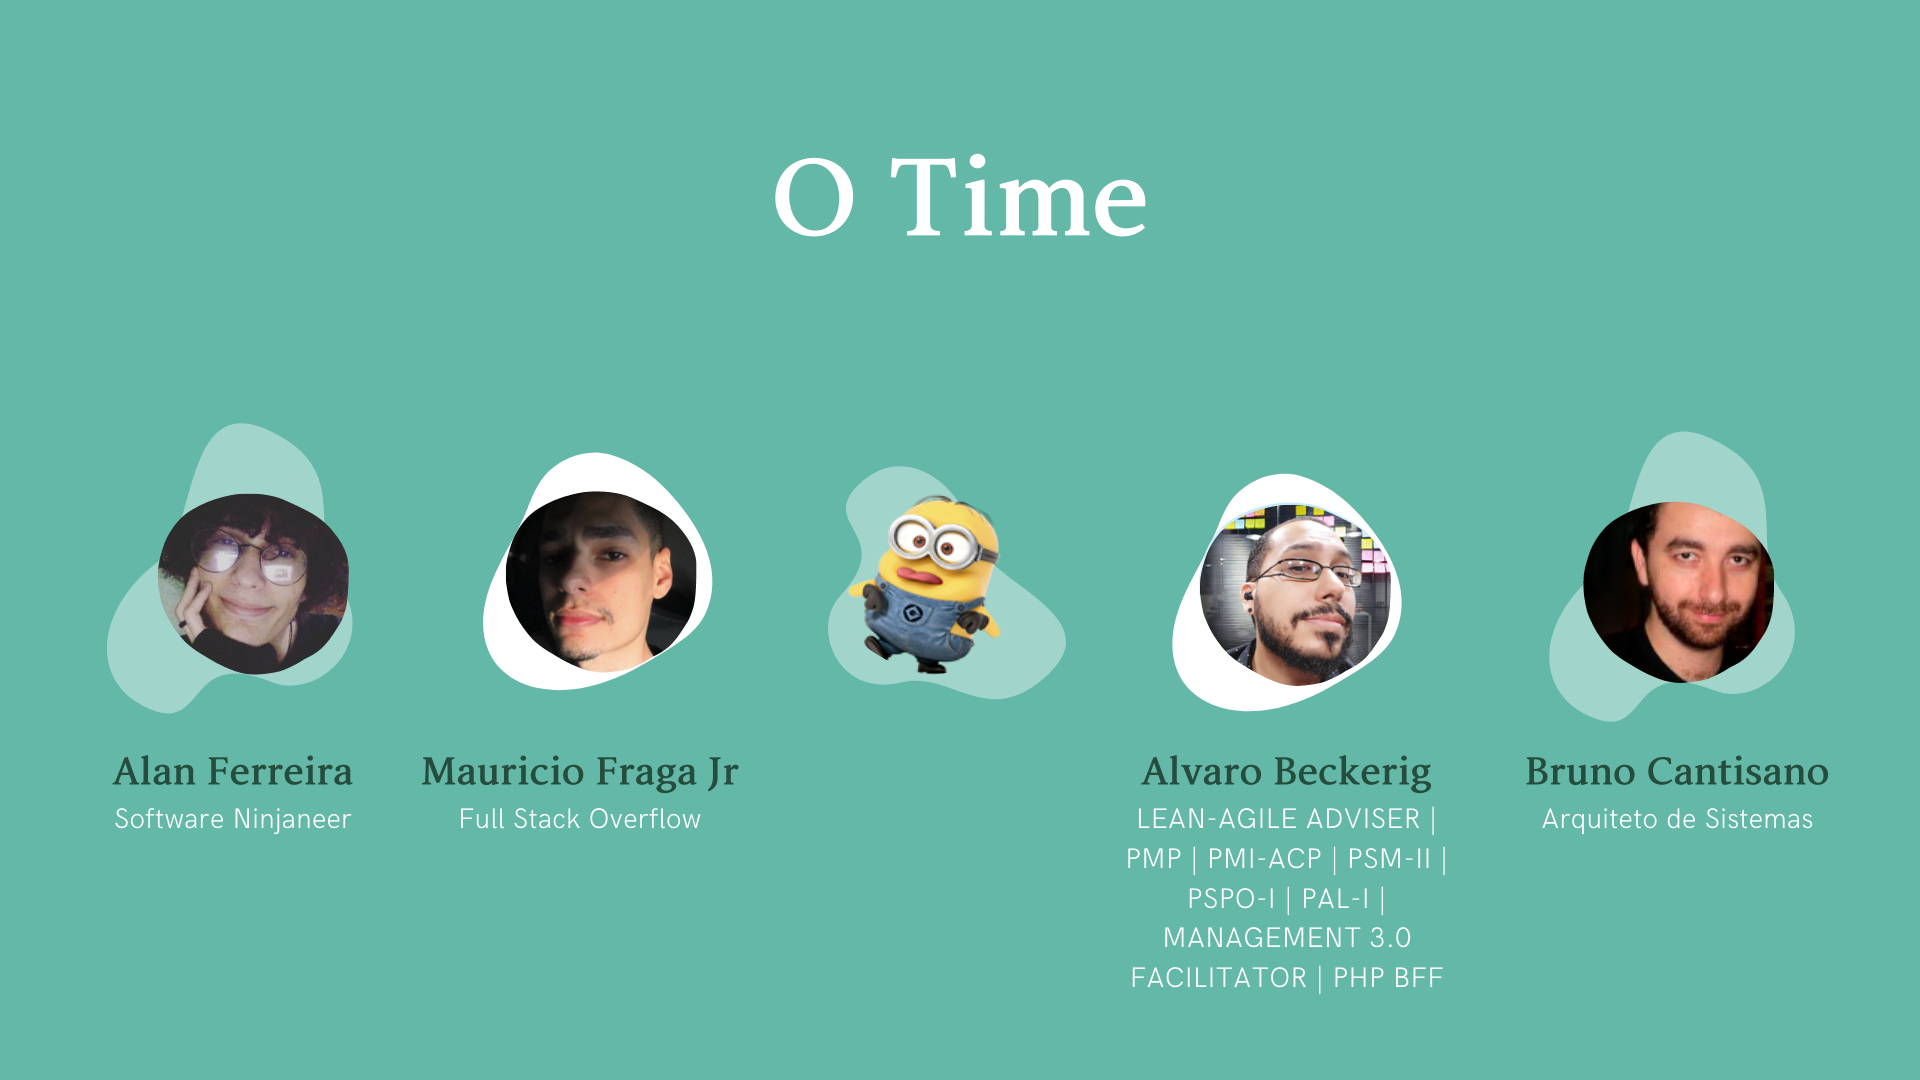 O Time
Alan Ferreira
Software Ninjaneer
Mauricio Fraga Jr
Full Stack Overflow
Alvaro Beckerig
LEAN-AGILE ADVISER |
PMP | PMI-ACP | PSM-II |
PSPO-I | PAL-I |
MANAGEMENT 3.0
FACILITATOR | PHP BFF
Bruno Cantisano
Arquiteto de Sistemas